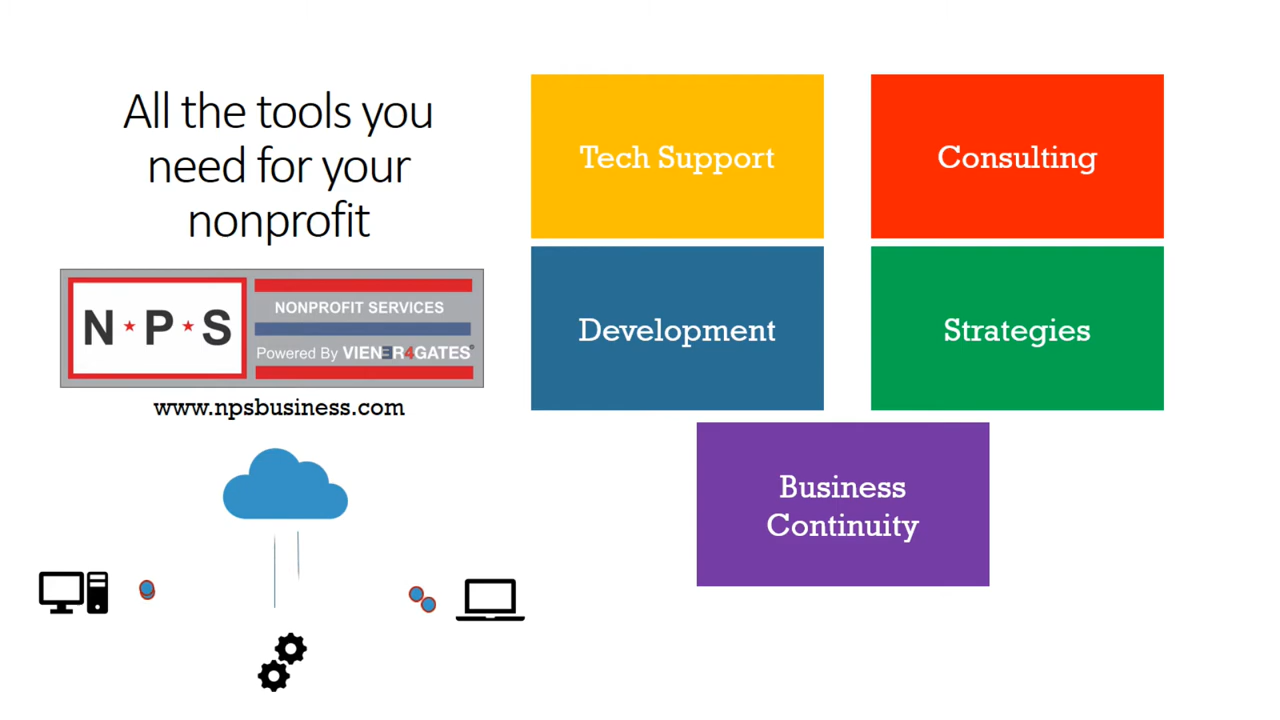 All the tools you
need for your
nonprofit
N★P★S
NONPROFIT SERVICES
Powered By VIENER4GATES
www.npsbusiness.com
Tech Support
Consulting
Development
Strategies
Business
Continuity